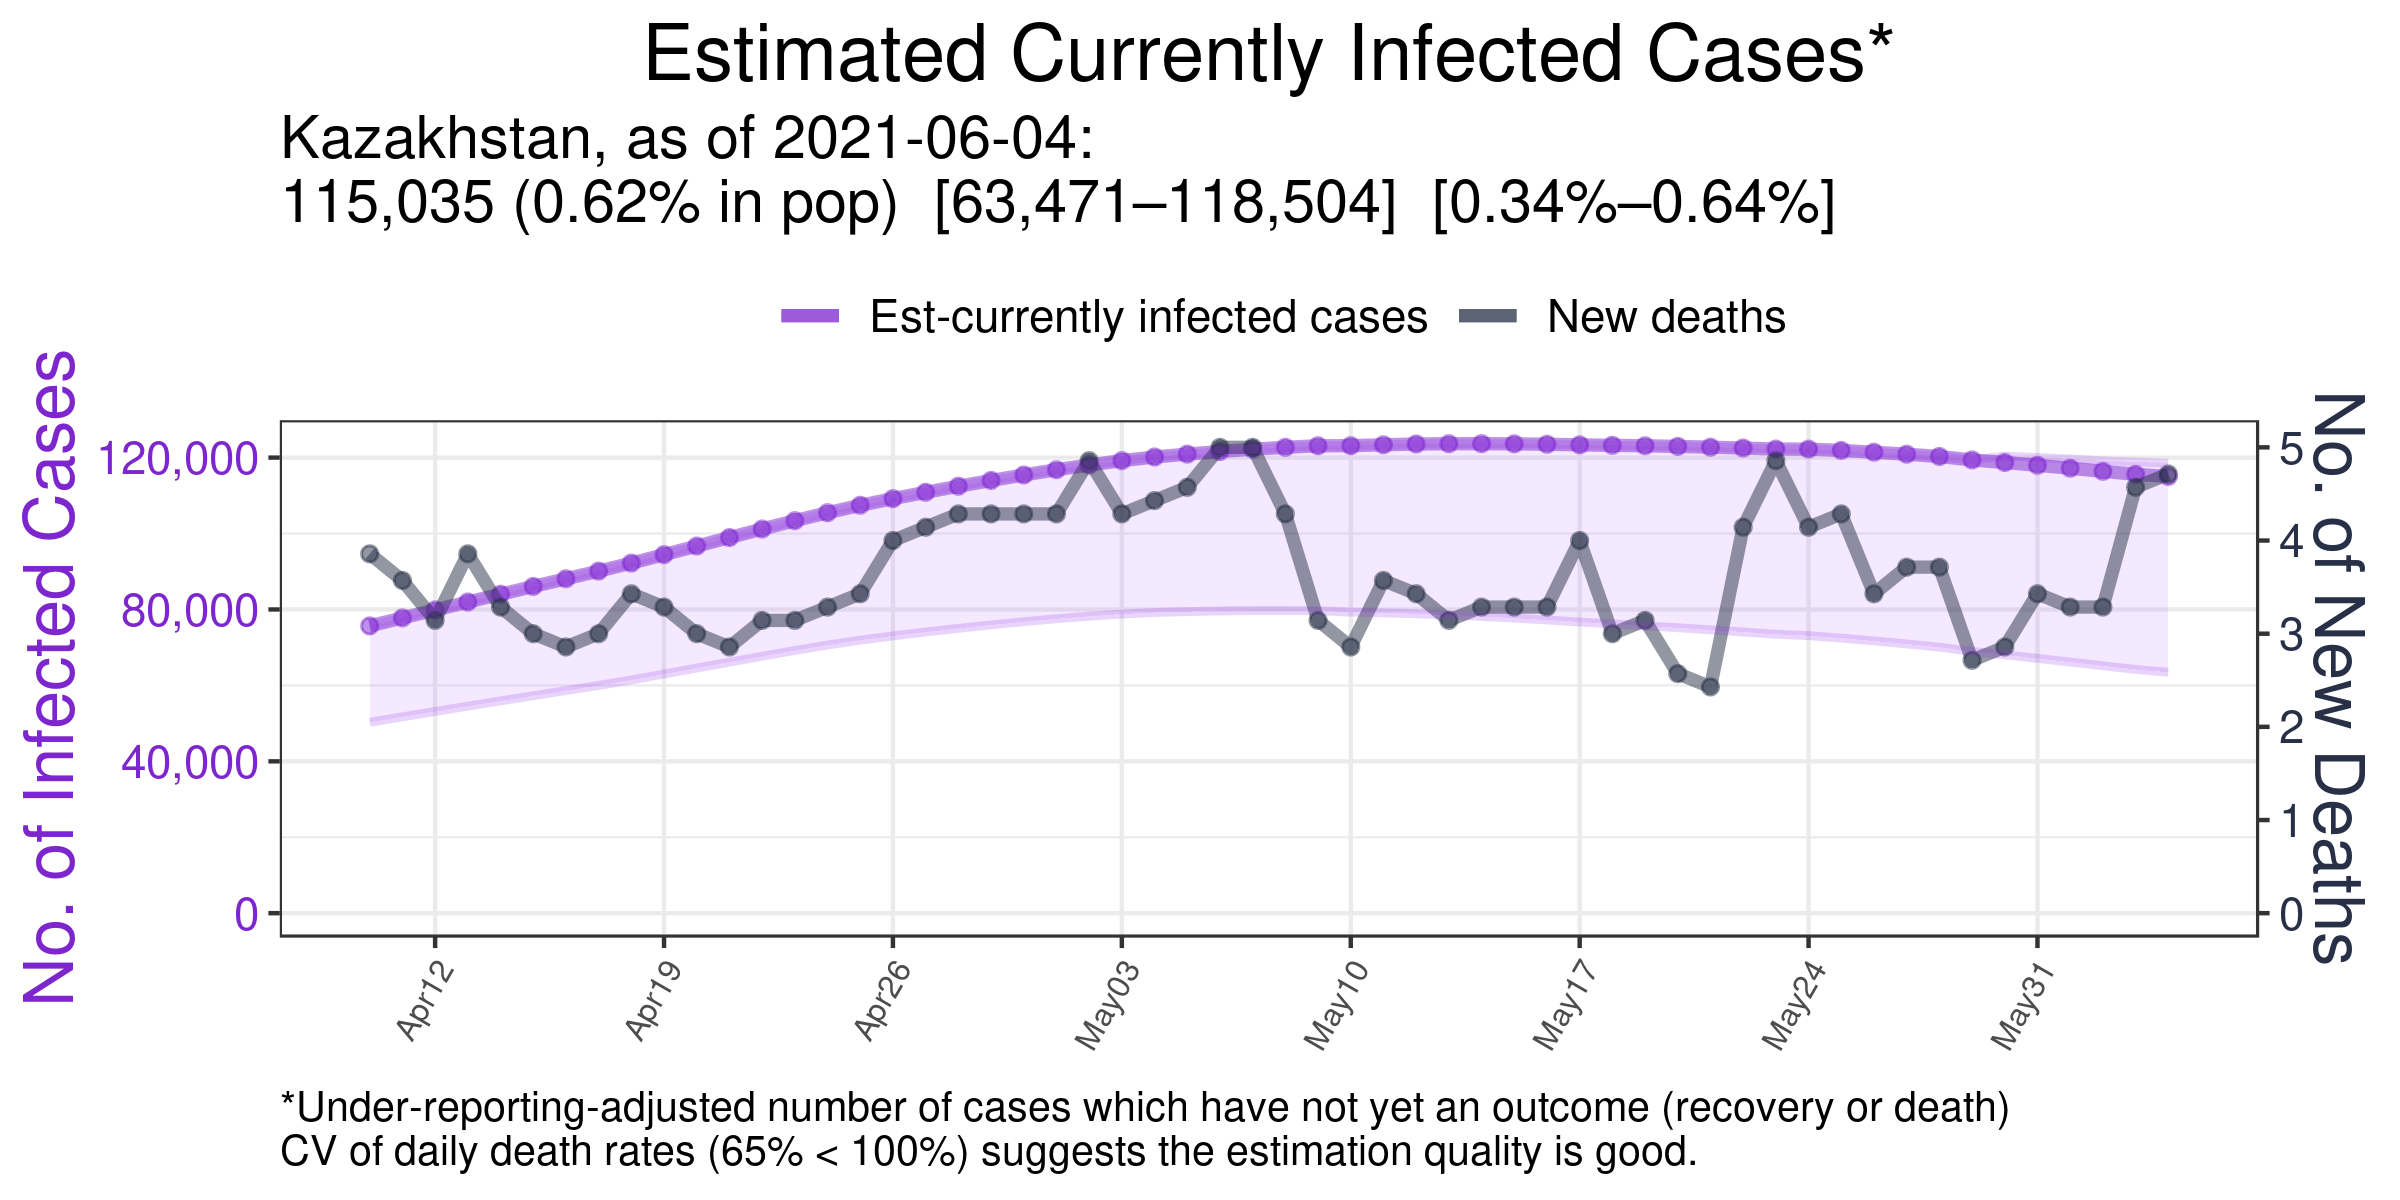 Estimated Currently Infected Cases*
Kazakhstan, as of 2021-06-04:
115,035 (0.62% in pop)  [63,471–118,504]  [0.34%–0.64%]
Est-currently infected cases
New deaths
No. of Infected Cases
120,000
80,000
40,000
0
5
4
3
2
1
0
No. of New Deaths
Apr12
Apr19
Apr26
May03
May10
May17
May24
May31
*Under-reporting-adjusted number of cases which have not yet an outcome (recovery or death)
CV of daily death rates (65% < 100%) suggests the estimation quality is good.